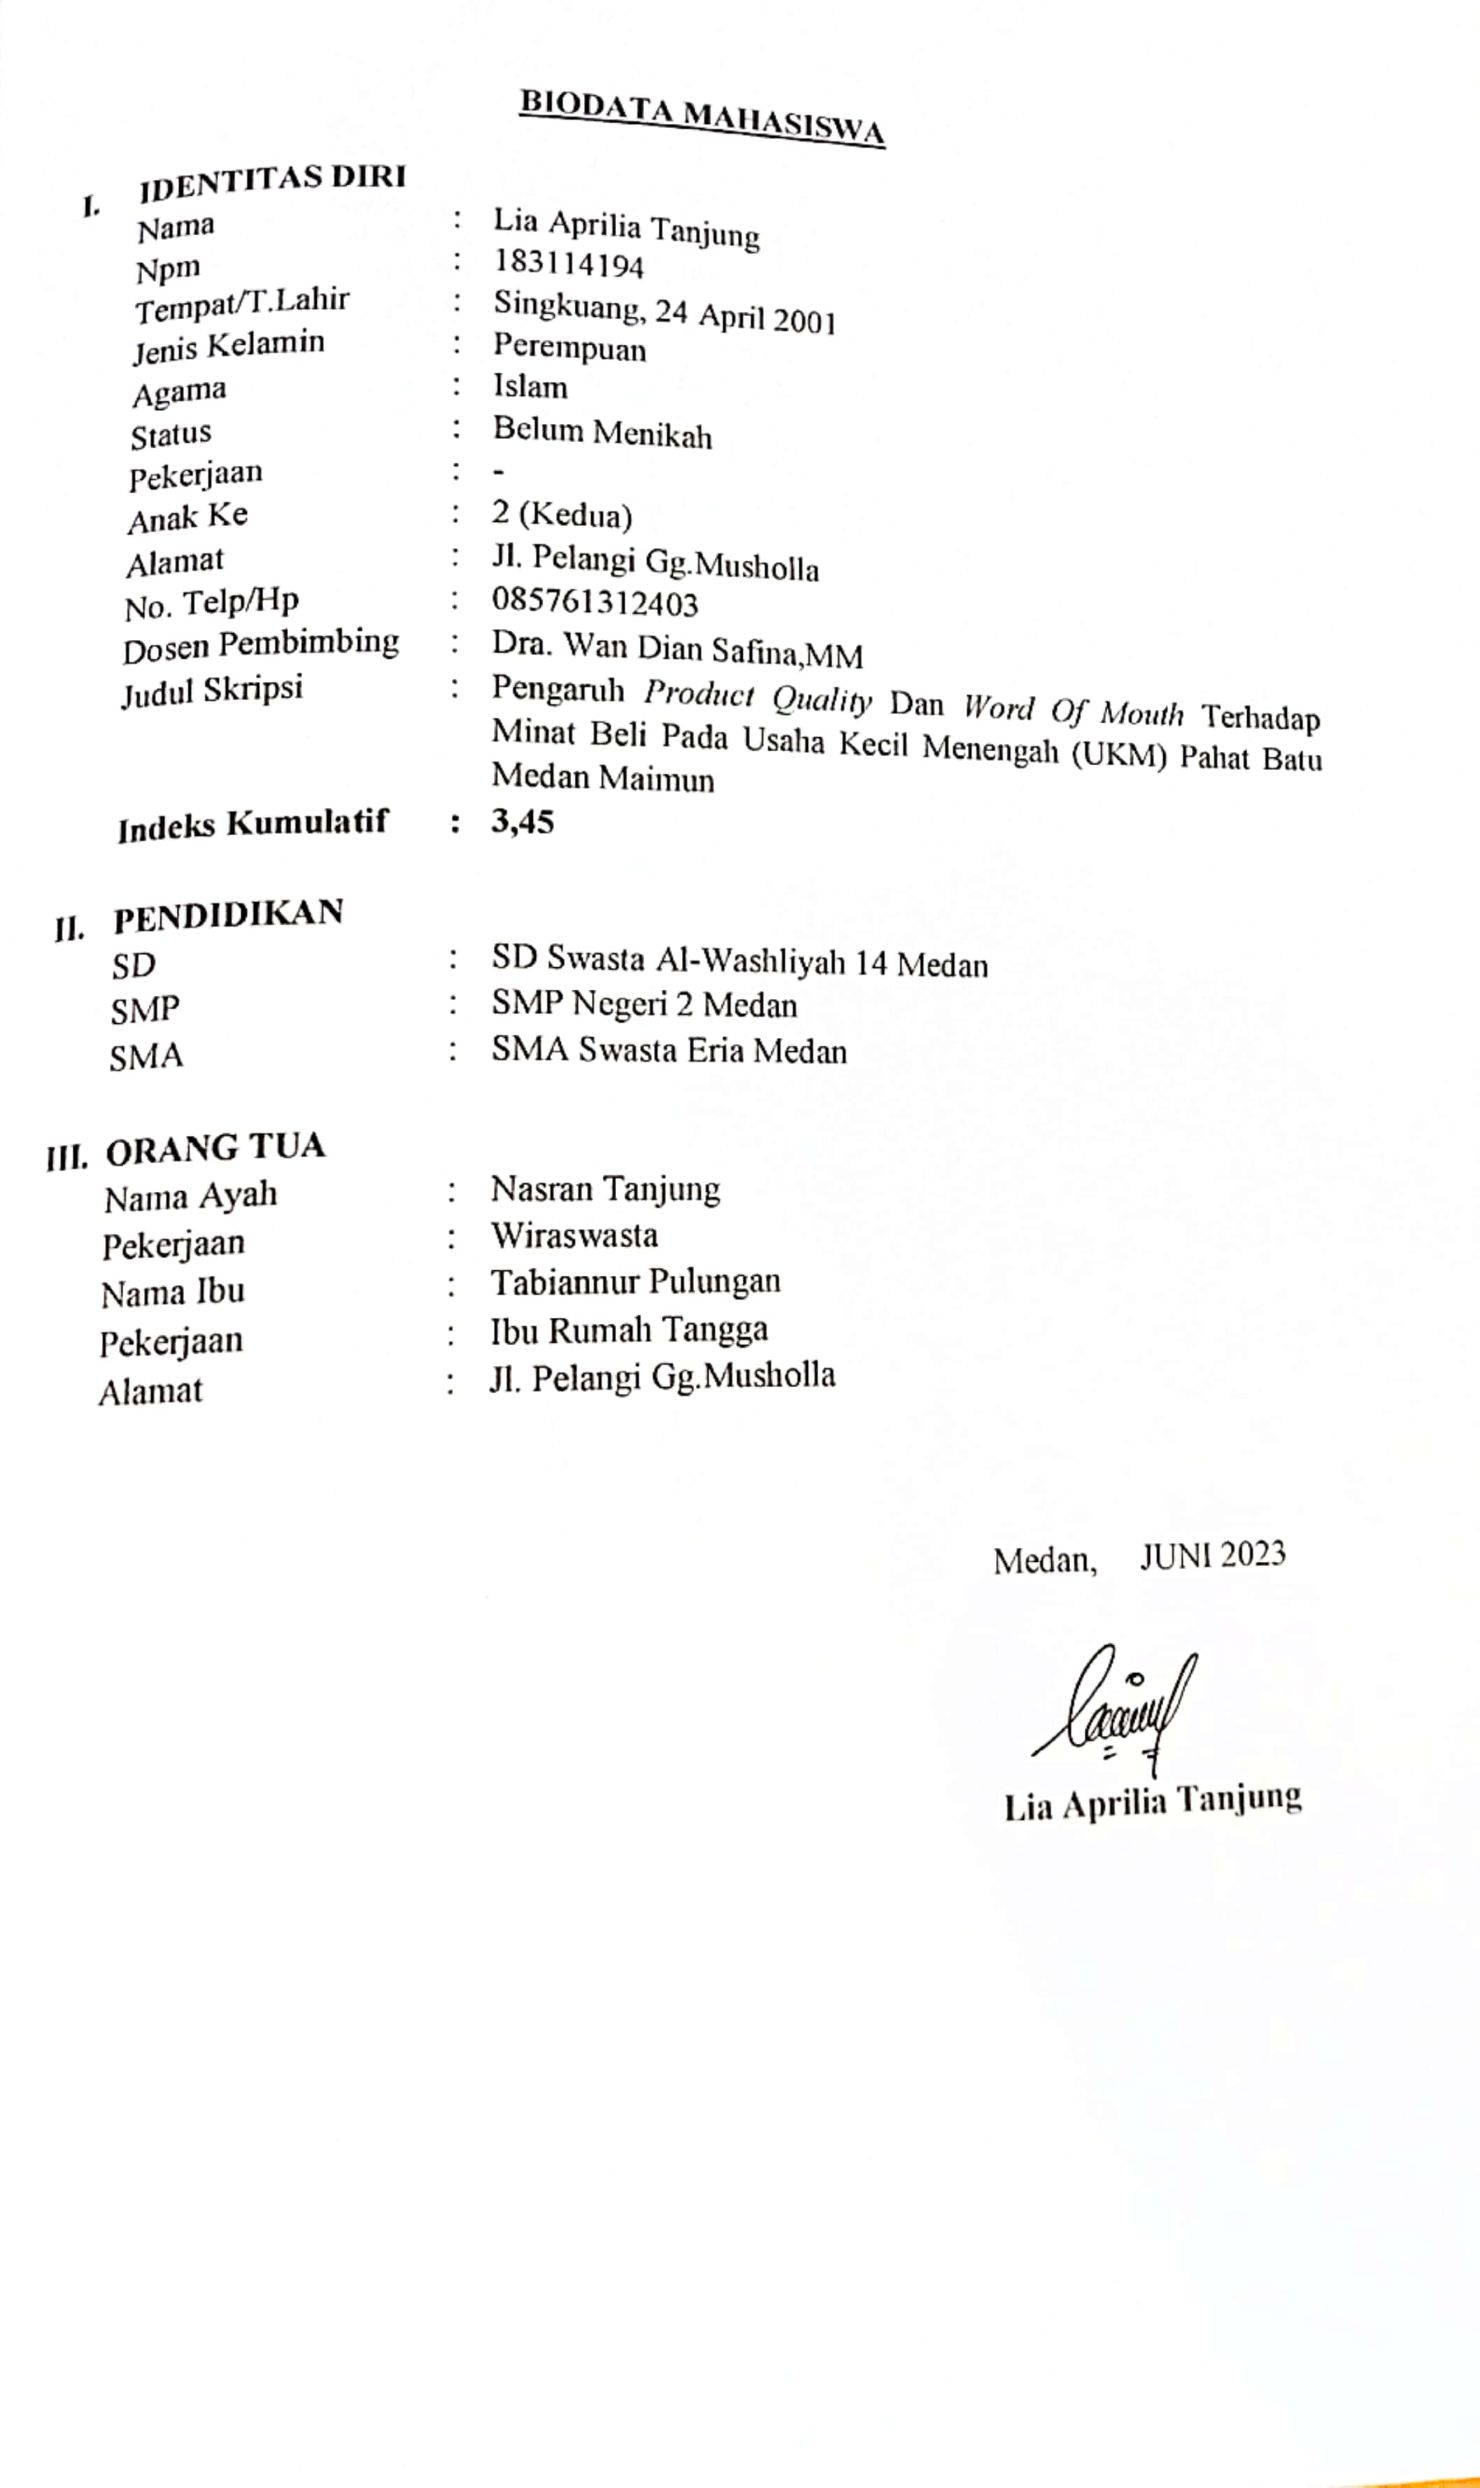 BIODATA MAHASISWA
I. IDENTITAS DIRI
Nama : Lia Aprilia Tanjung
Npm : 183114194
Tempat/T.Lahir : Singkuang, 24 April 2001
Jenis Kelamin : Perempuan
Agama : Islam
Status : Belum Menikah
Pekerjaan : -
Anak Ke : 2 (Kedua)
Alamat : Jl. Pelangi Gg.Musholla
No. Telp/Hp : 085761312403
Dosen Pembimbing : Dra. Wan Dian Safina,MM
Judul Skripsi : Pengaruh Product Quality Dan Word Of Mouth Terhadap
Minat Beli Pada Usaha Kecil Menengah (UKM) Pahat Batu
Medan Maimun
Indeks Kumulatif : 3,45
II. PENDIDIKAN
SD : SD Swasta Al-Washliyah 14 Medan
SMP : SMP Negeri 2 Medan
SMA : SMA Swasta Eria Medan
III. ORANG TUA
Nama Ayah : Nasran Tanjung
Pekerjaan : Wiraswasta
Nama Ibu : Tabiannur Pulungan
Pekerjaan : Ibu Rumah Tangga
Alamat : Jl. Pelangi Gg.Musholla
Medan, JUNI 2023
Lia Aprilia Tanjung